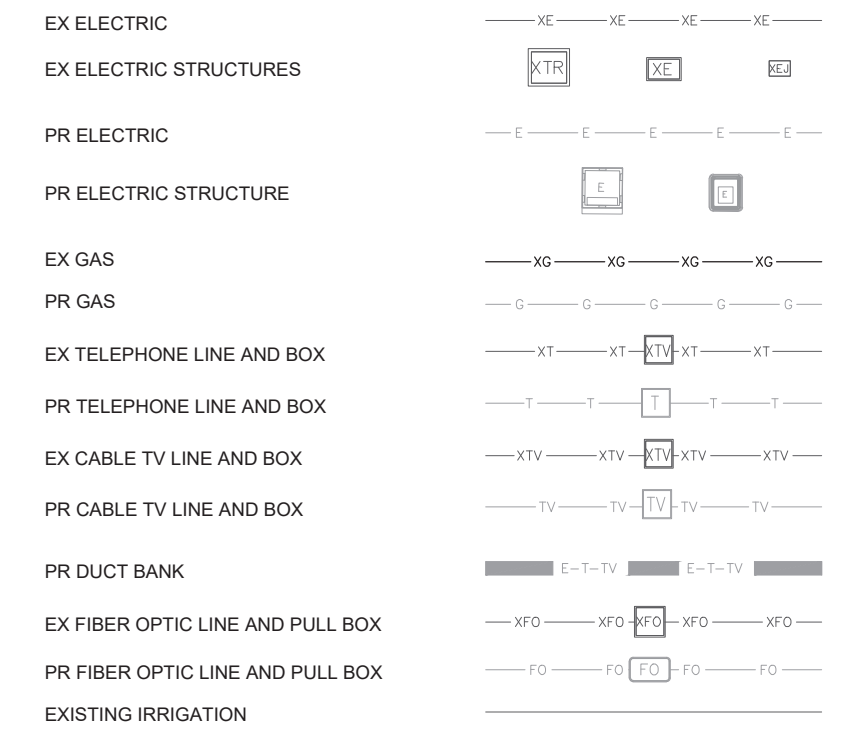 EX ELECTRIC XE XE XE XE
EX ELECTRIC STRUCTURES XTR XE XEJ
PR ELECTRIC E E E E E
PR ELECTRIC STRUCTURE E E
EX GAS XG XG XG XG
PR GAS G G G G G
EX TELEPHONE LINE AND BOX XT XT XTV XT XT
PR TELEPHONE LINE AND BOX T T T T T
EX CABLE TV LINE AND BOX XTV XTV XTV XTV XTV
PR CABLE TV LINE AND BOX TV TV TV TV TV
PR DUCT BANK E-T-TV E-T-TV
EX FIBER OPTIC LINE AND PULL BOX XFO XFO XFO XFO XFO
PR FIBER OPTIC LINE AND PULL BOX FO FO FO FO FO
EXISTING IRRIGATION